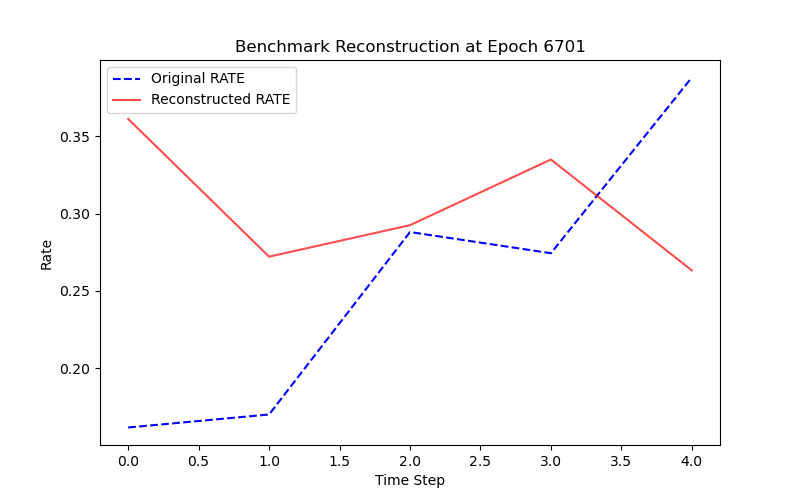 Benchmark Reconstruction at Epoch 6701
Original RATE
Reconstructed RATE
0.35
0.30
0.25
0.20
Rate
0.0 0.5 1.0 1.5 2.0 2.5 3.0 3.5 4.0
Time Step